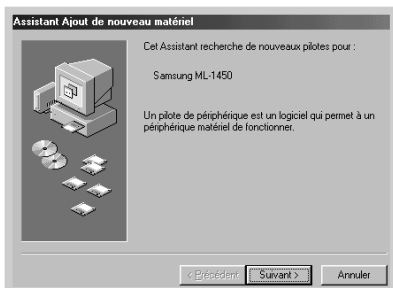 Assistant Ajout de nouveau matériel
Cet Assistant recherche de nouveaux pilotes pour :
Samsung ML-1450
Un pilote de périphérique est un logiciel qui permet à un
périphérique matériel de fonctionner.
< Précédent Suivant > Annuler